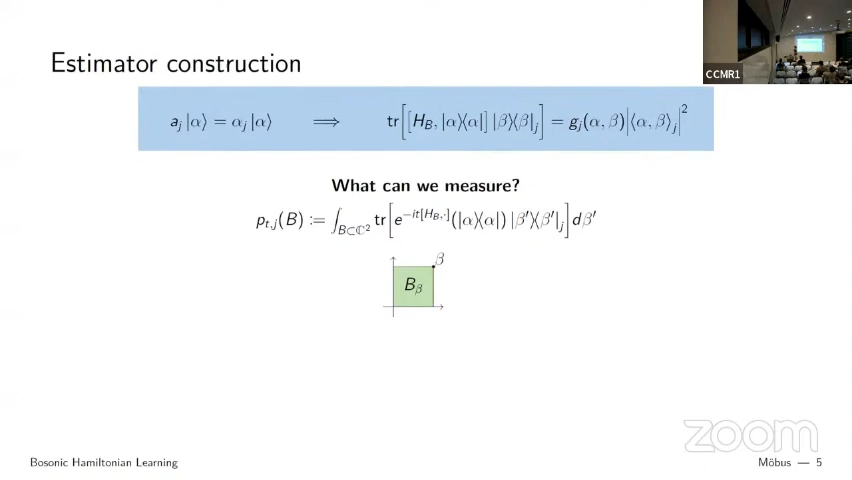 Estimator construction
CCMR1
a_j |α⟩ = α_j |α⟩ ⟹ tr[[H_B, |α⟩⟨α|] |β⟩⟨β|_j] = g_j(α, β)|⟨α, β⟩_j|^2
What can we measure?
p_{t,j}(B) := ∫_{B⊂ℂ^2} tr[e^{-it[H_B,·]}(|α⟩⟨α|) |β′⟩⟨β′|_j] dβ′
β
B_β
zoom
Bosonic Hamiltonian Learning
Möbus — 5